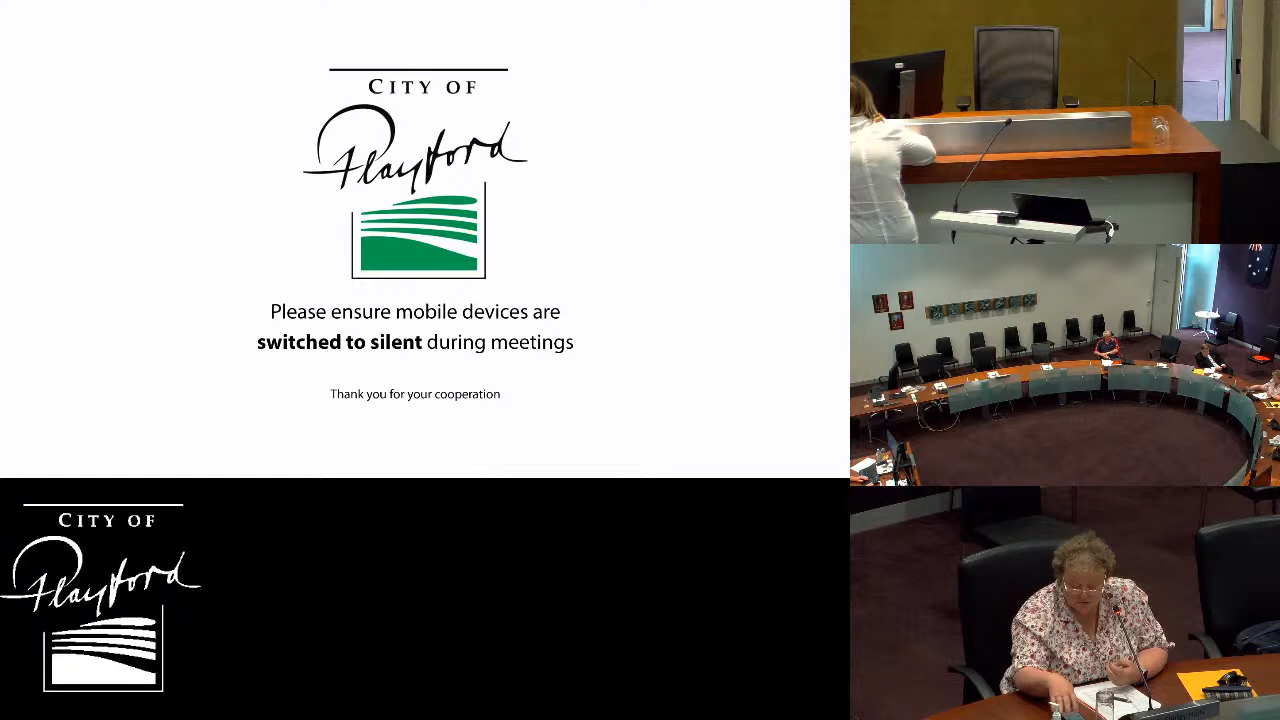 CITY OF
Playford
Please ensure mobile devices are
switched to silent during meetings
Thank you for your cooperation
CITY OF
Playford